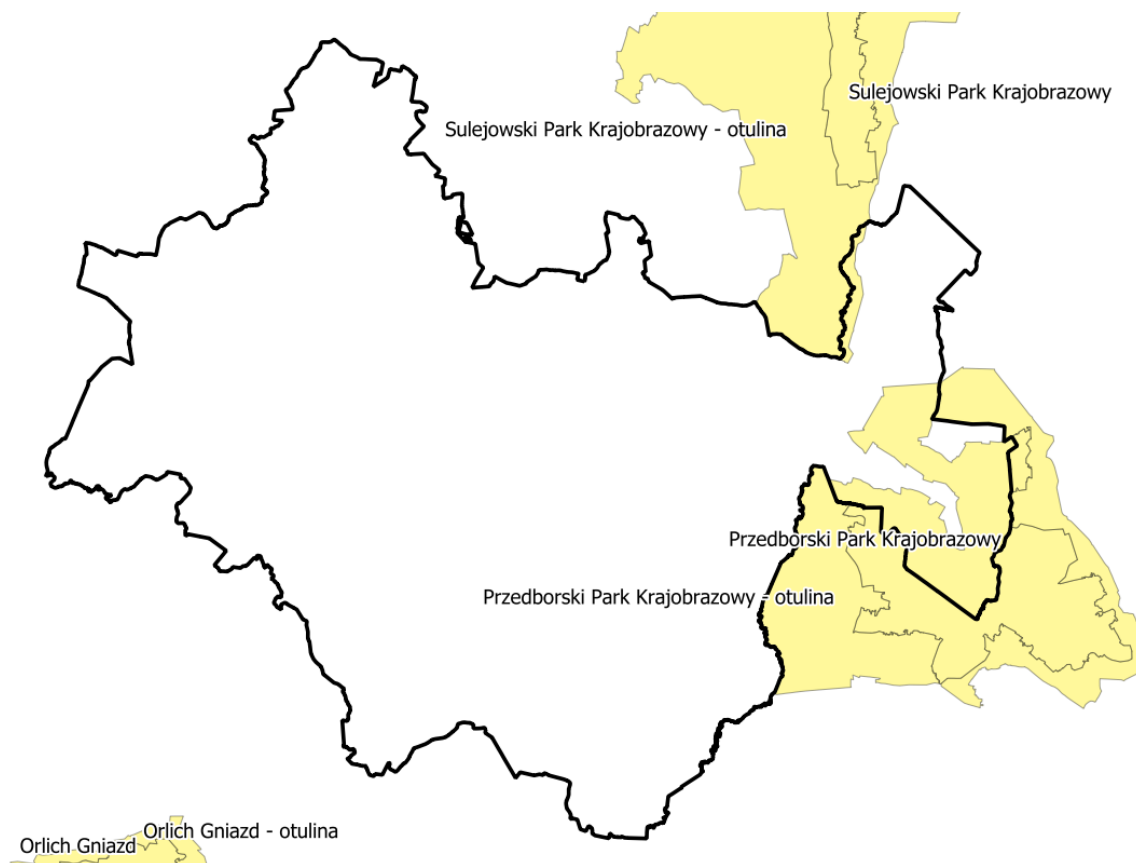 Sulejowski Park Krajobrazowy
Sulejowski Park Krajobrazowy - otulina
Przedborski Park Krajobrazowy
Przedborski Park Krajobrazowy - otulina
Orlich Gniazd - otulina
Orlich Gniazd